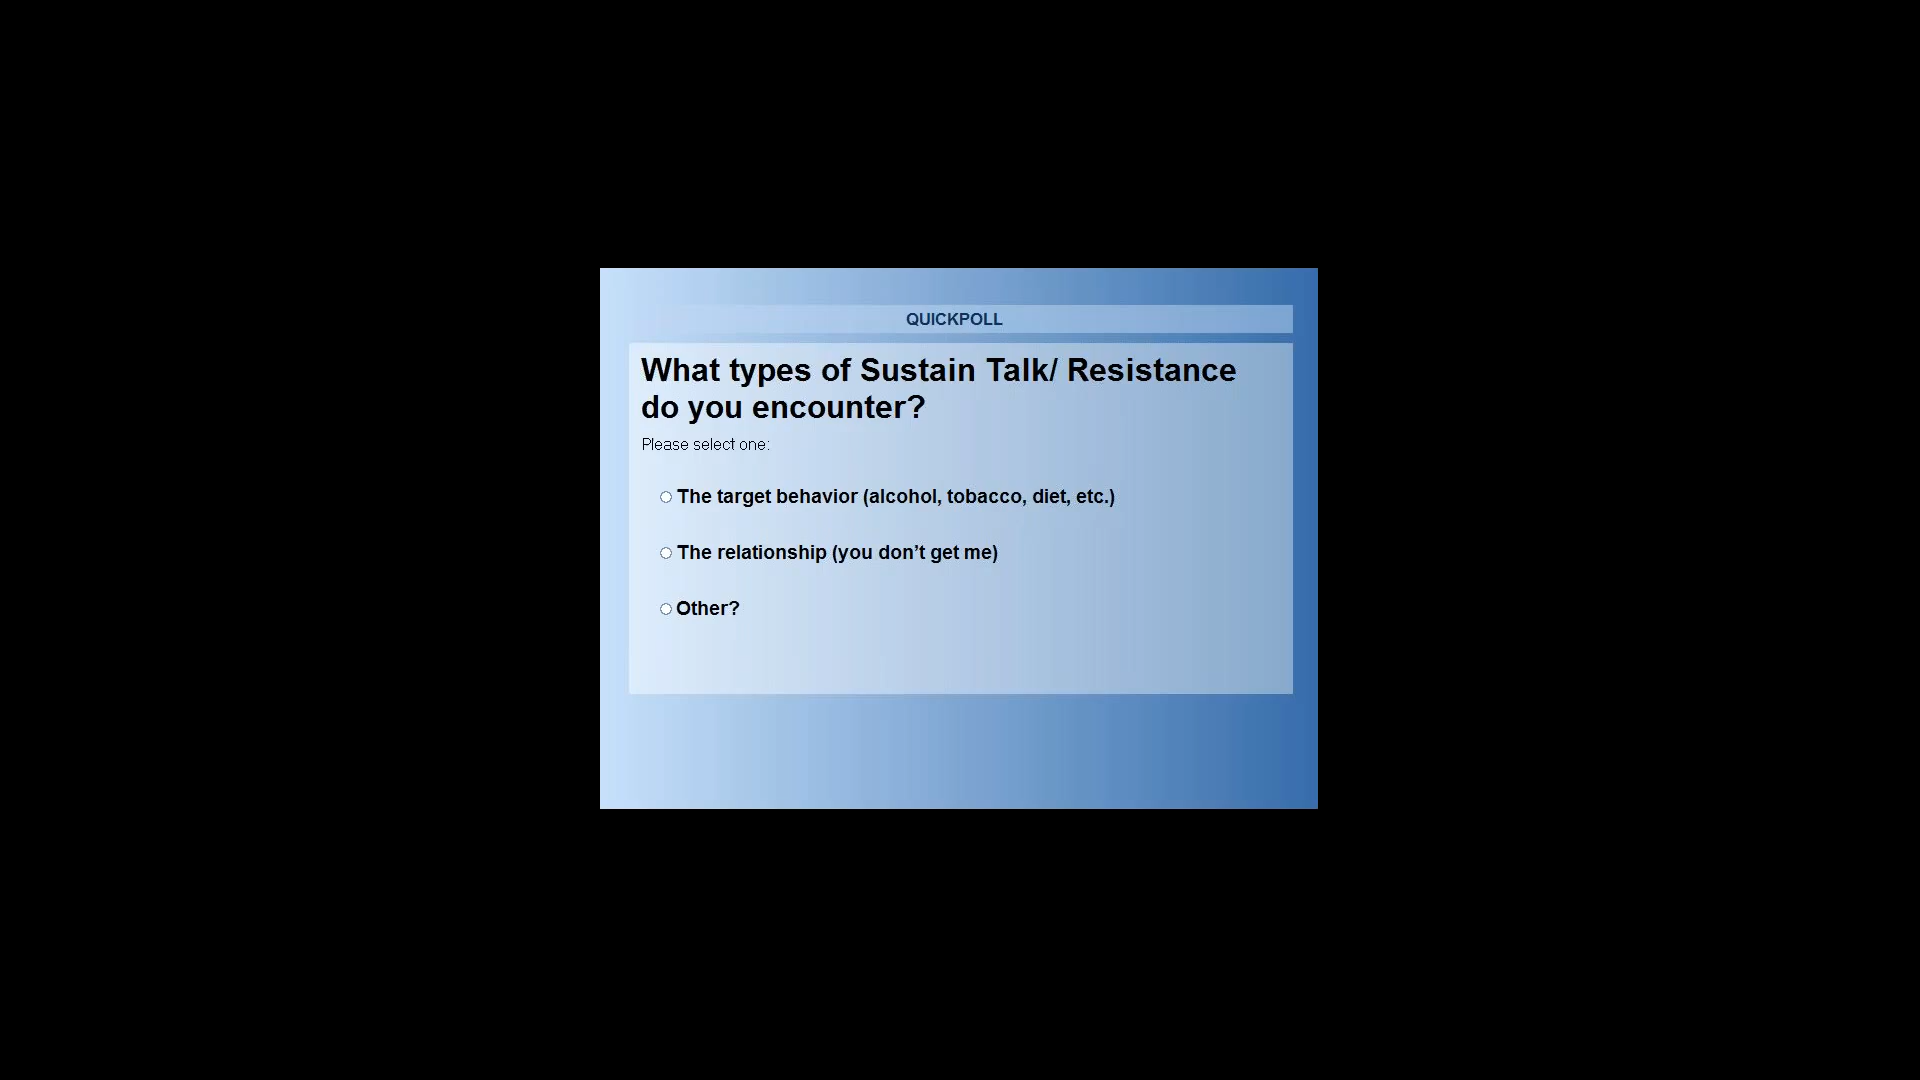 QUICKPOLL
What types of Sustain Talk/ Resistance
do you encounter?
Please select one:
The target behavior (alcohol, tobacco, diet, etc.)
The relationship (you don’t get me)
Other?